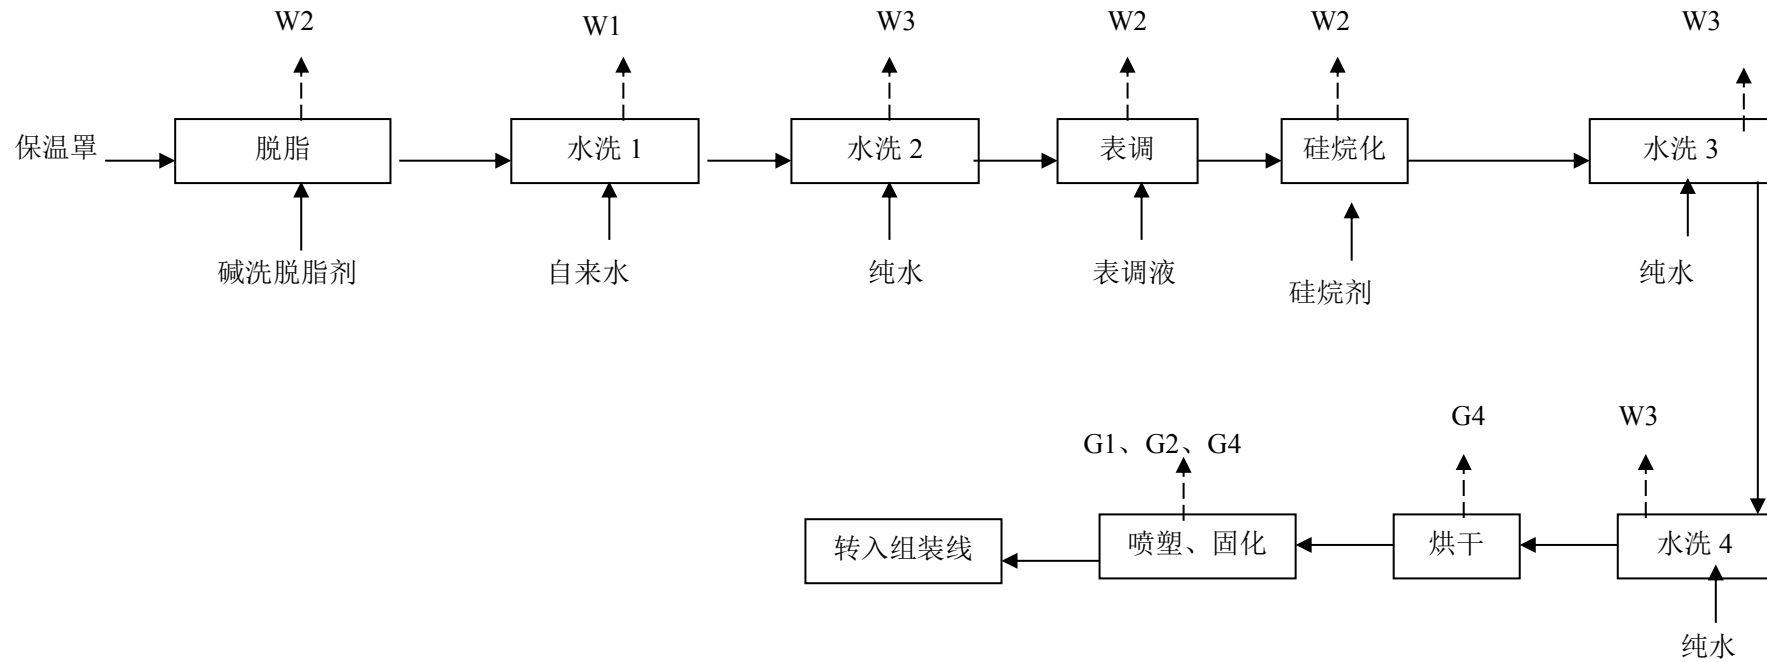 W2
W1
W3
W2
W2
W3
保温罩
脱脂
水洗 1
水洗 2
表调
硅烷化
水洗 3
碱洗脱脂剂
自来水
纯水
表调液
硅烷剂
纯水
G1、G2、G4
G4
W3
转入组装线
喷塑、固化
烘干
水洗 4
纯水